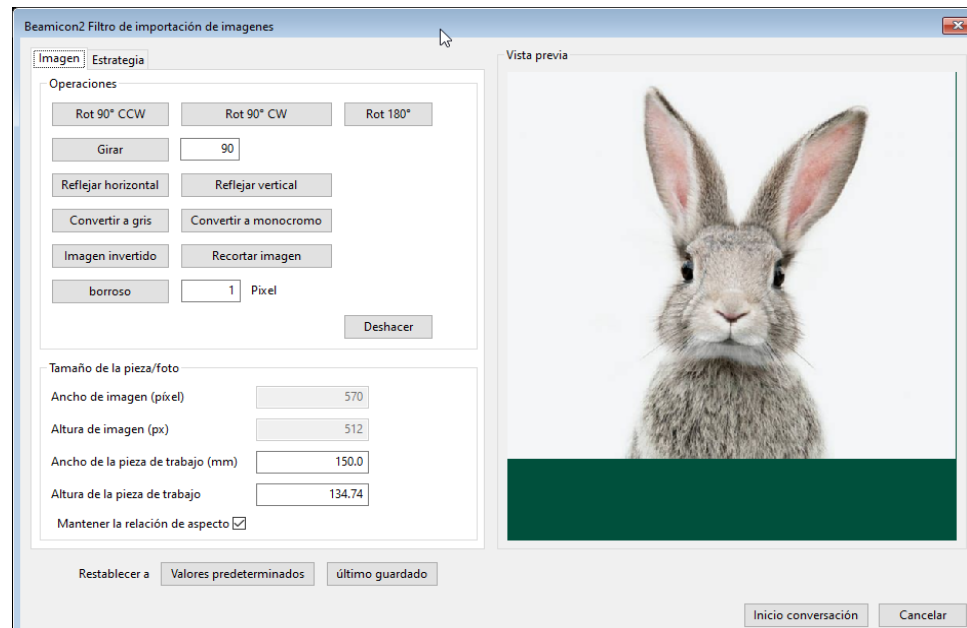 Beamicon2 Filtro de importación de imagenes
Imagen Estrategia
Operaciones
Rot 90° CCW Rot 90° CW Rot 180°
Girar 90
Reflejar horizontal Reflejar vertical
Convertir a gris Convertir a monocromo
Imagen invertido Recortar imagen
borroso 1 Pixel
Deshacer
Tamaño de la pieza/foto
Ancho de imagen (píxel) 570
Altura de imagen (px) 512
Ancho de la pieza de trabajo (mm) 150.0
Altura de la pieza de trabajo 134.74
Mantener la relación de aspecto
Restablecer a Valores predeterminados último guardado
Vista previa
Inicio conversación Cancelar